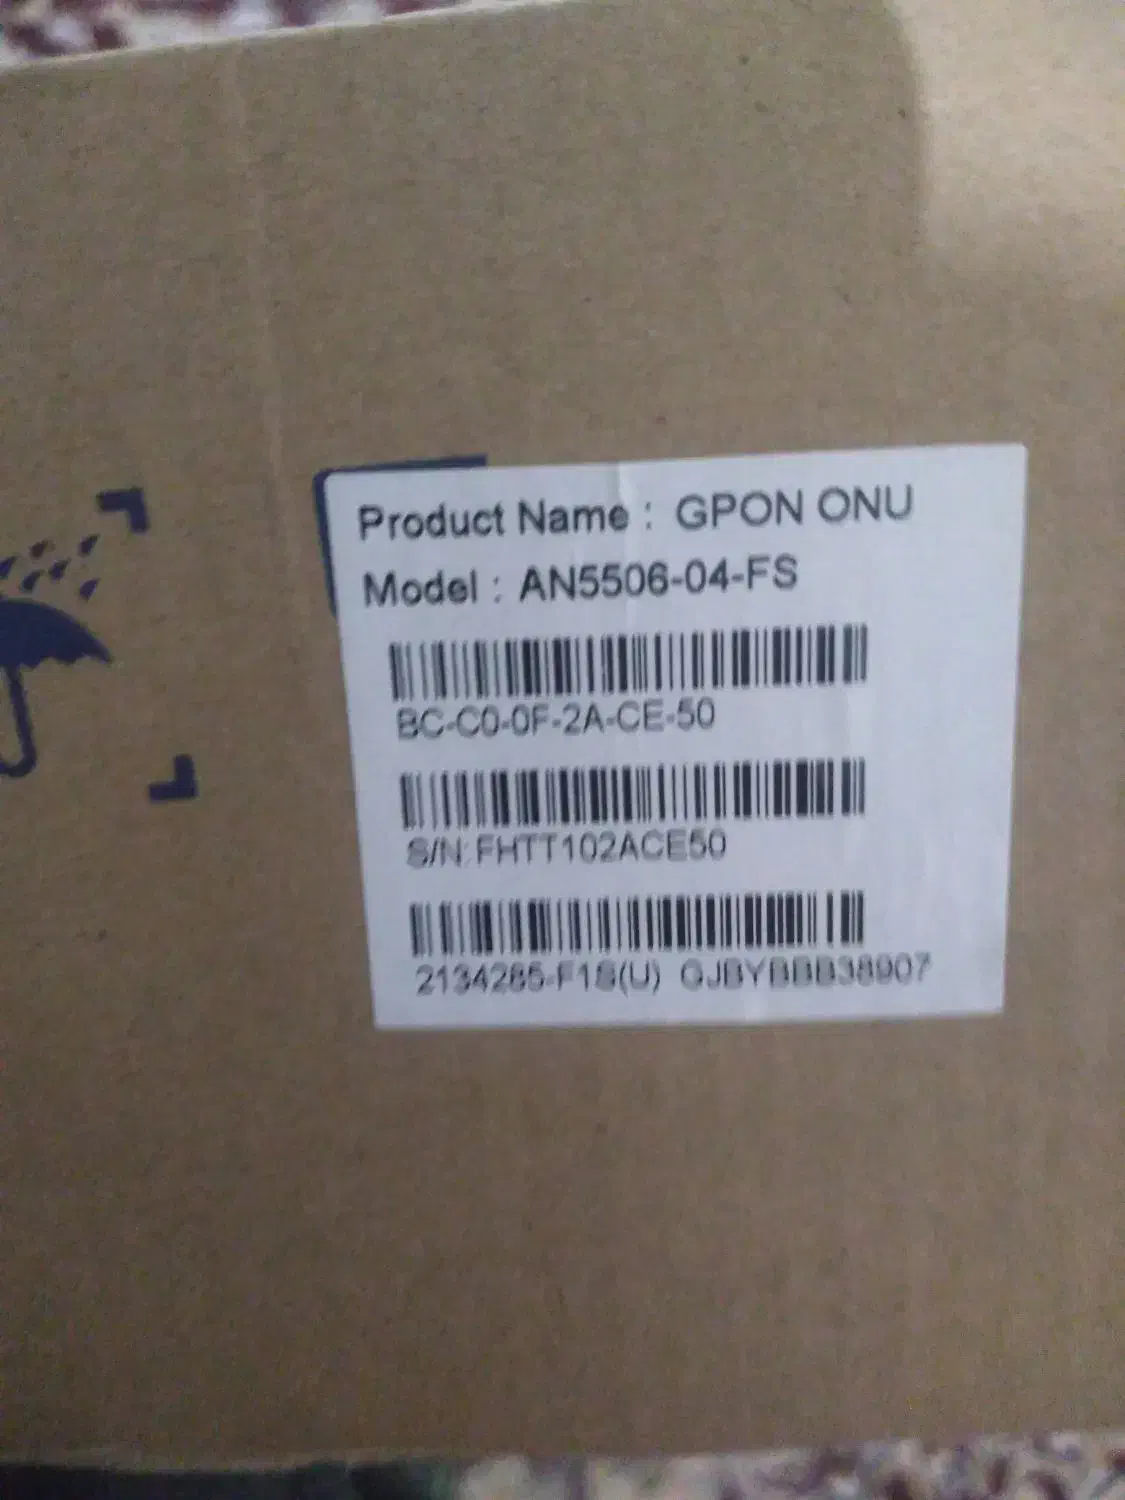 Product Name : GPON ONU
Model : AN5506-04-FS
BC-C0-0F-2A-CE-50
S/N:FHTT102ACE50
2134285-F1S(U) GJBYBBB38907